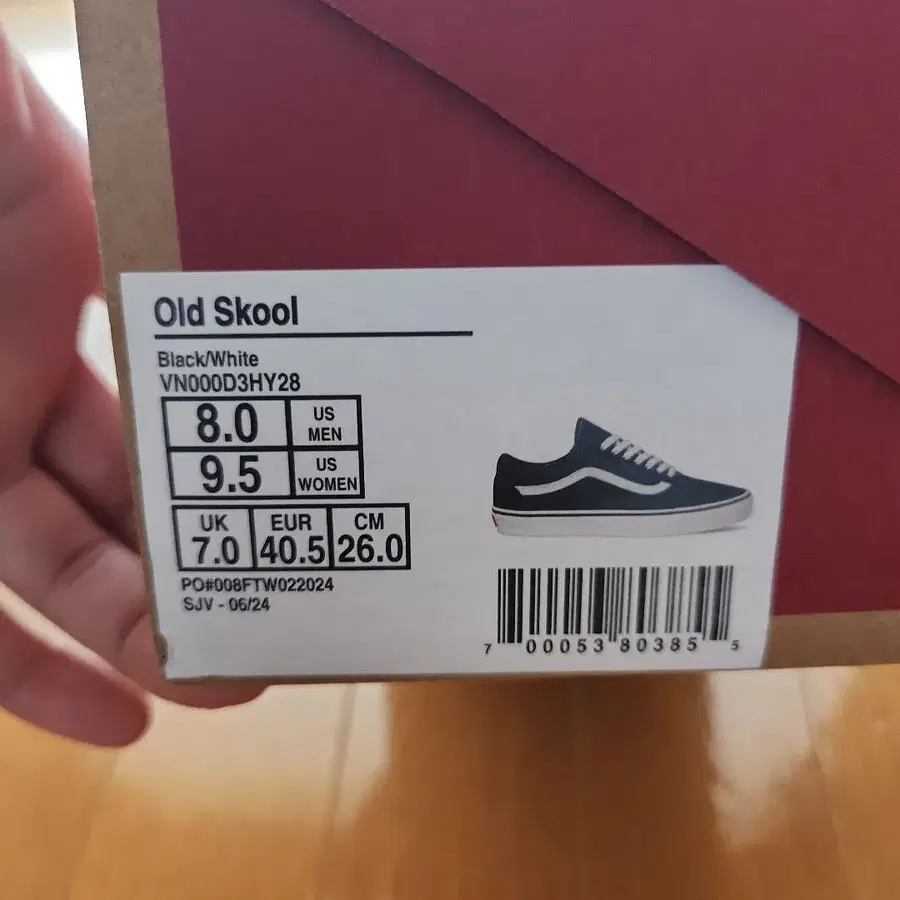 Old Skool
Black/White
VN000D3HY28
8.0 US MEN
9.5 US WOMEN
UK EUR CM
7.0 40.5 26.0
PO#008FTW022024
SJV - 06/24
7 00053 80385 5